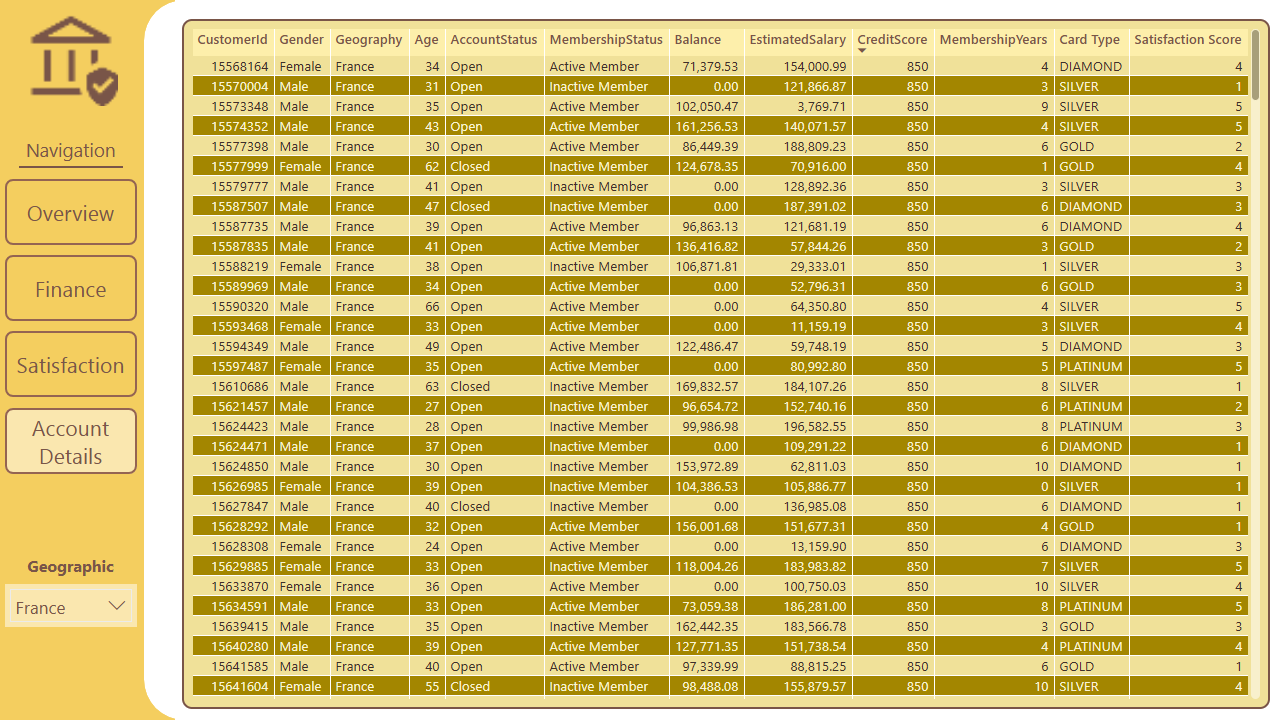 Navigation
Overview
Finance
Satisfaction
Account
Details
Geographic
France
CustomerId Gender Geography Age AccountStatus MembershipStatus Balance EstimatedSalary CreditScore MembershipYears Card Type Satisfaction Score
15568164 Female France 34 Open Active Member 71,379.53 154,000.99 850 4 DIAMOND 4
15570004 Male France 31 Open Inactive Member 0.00 121,866.87 850 3 SILVER 1
15573348 Male France 35 Open Active Member 102,050.47 3,769.71 850 9 SILVER 5
15574352 Male France 43 Open Active Member 161,256.53 140,071.57 850 4 SILVER 5
15577398 Male France 30 Open Active Member 86,449.39 188,809.23 850 6 GOLD 2
15577999 Female France 62 Closed Inactive Member 124,678.35 70,916.00 850 1 GOLD 4
15579777 Male France 41 Open Inactive Member 0.00 128,892.36 850 3 SILVER 3
15587507 Male France 47 Closed Inactive Member 0.00 187,391.02 850 6 DIAMOND 3
15587735 Male France 39 Open Active Member 96,863.13 121,681.19 850 6 DIAMOND 4
15587835 Male France 41 Open Active Member 136,416.82 57,844.26 850 3 GOLD 2
15588219 Female France 38 Open Inactive Member 106,871.81 29,333.01 850 1 SILVER 3
15589969 Male France 34 Open Active Member 0.00 52,796.31 850 6 GOLD 3
15590320 Male France 66 Open Active Member 0.00 64,350.80 850 4 SILVER 5
15593468 Female France 33 Open Active Member 0.00 11,159.19 850 3 SILVER 4
15594349 Male France 49 Open Active Member 122,486.47 59,748.19 850 5 DIAMOND 3
15597487 Female France 35 Open Active Member 0.00 80,992.80 850 5 PLATINUM 5
15610686 Male France 63 Closed Inactive Member 169,832.57 184,107.26 850 8 SILVER 1
15621457 Male France 27 Open Inactive Member 96,654.72 152,740.16 850 6 PLATINUM 2
15624423 Male France 28 Open Inactive Member 99,986.98 196,582.55 850 8 PLATINUM 3
15624471 Male France 37 Open Inactive Member 0.00 109,291.22 850 6 DIAMOND 1
15624850 Male France 30 Open Inactive Member 153,972.89 62,811.03 850 10 DIAMOND 1
15626985 Female France 39 Open Inactive Member 104,386.53 105,886.77 850 0 SILVER 1
15627847 Male France 40 Closed Inactive Member 0.00 136,985.08 850 6 DIAMOND 1
15628292 Male France 32 Open Active Member 156,001.68 151,677.31 850 4 GOLD 1
15628308 Female France 24 Open Active Member 0.00 13,159.90 850 6 DIAMOND 3
15629885 Female France 33 Open Inactive Member 118,004.26 183,983.82 850 7 SILVER 5
15633870 Female France 36 Open Active Member 0.00 100,750.03 850 10 SILVER 4
15634591 Male France 33 Open Active Member 73,059.38 186,281.00 850 8 PLATINUM 5
15639415 Male France 35 Open Inactive Member 162,442.35 183,566.78 850 3 GOLD 3
15640280 Male France 39 Open Active Member 127,771.35 151,738.54 850 4 PLATINUM 4
15641585 Male France 40 Open Active Member 97,339.99 88,815.25 850 6 GOLD 1
15641604 Female France 55 Closed Inactive Member 98,488.08 155,879.57 850 10 SILVER 4